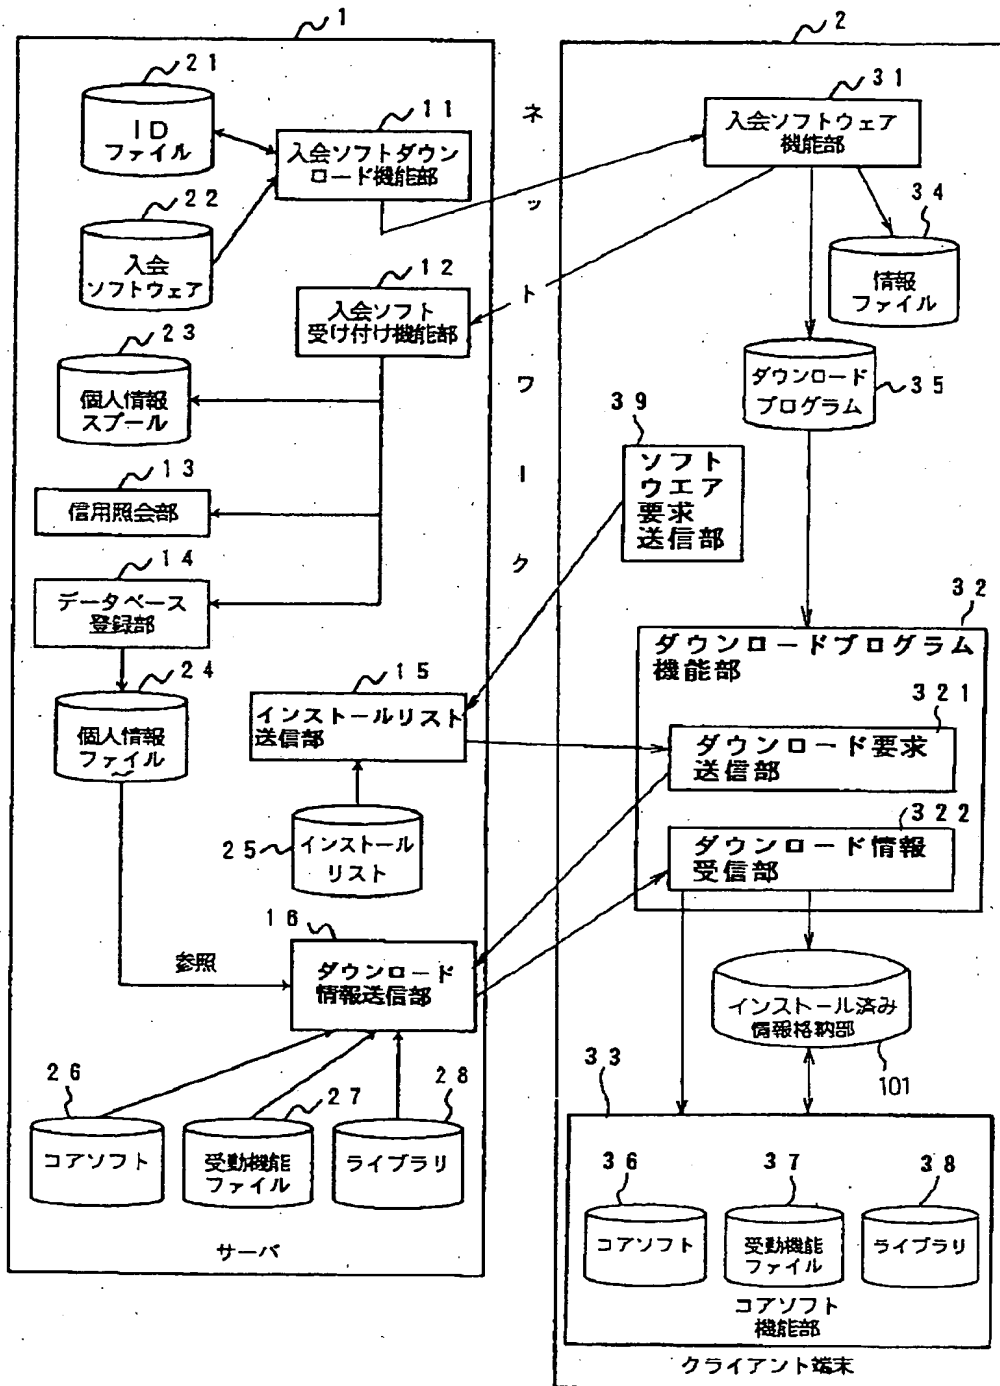 1
21
ID
ファイル
11
入会ソフトダウン
ロード機能部
22
入会
ソフトウェア
12
入会ソフト
受け付け機能部
23
個人情報
スプール
13
信用照会部
14
データベース
登録部
24
個人情報
ファイル
15
インストールリスト
送信部
25
インストール
リスト
16
ダウンロード
情報送信部
参照
26
コアソフト
27
受動機能
ファイル
28
ライブラリ
サーバ
ネットワーク
2
31
入会ソフトウェア
機能部
34
情報
ファイル
35
ダウンロード
プログラム
39
ソフト
ウエア
要求
送信部
32
ダウンロードプログラム
機能部
321
ダウンロード要求
送信部
322
ダウンロード情報
受信部
インストール済み
情報格納部
101
33
36
コアソフト
37
受動機能
ファイル
38
ライブラリ
コアソフト
機能部
クライアント端末